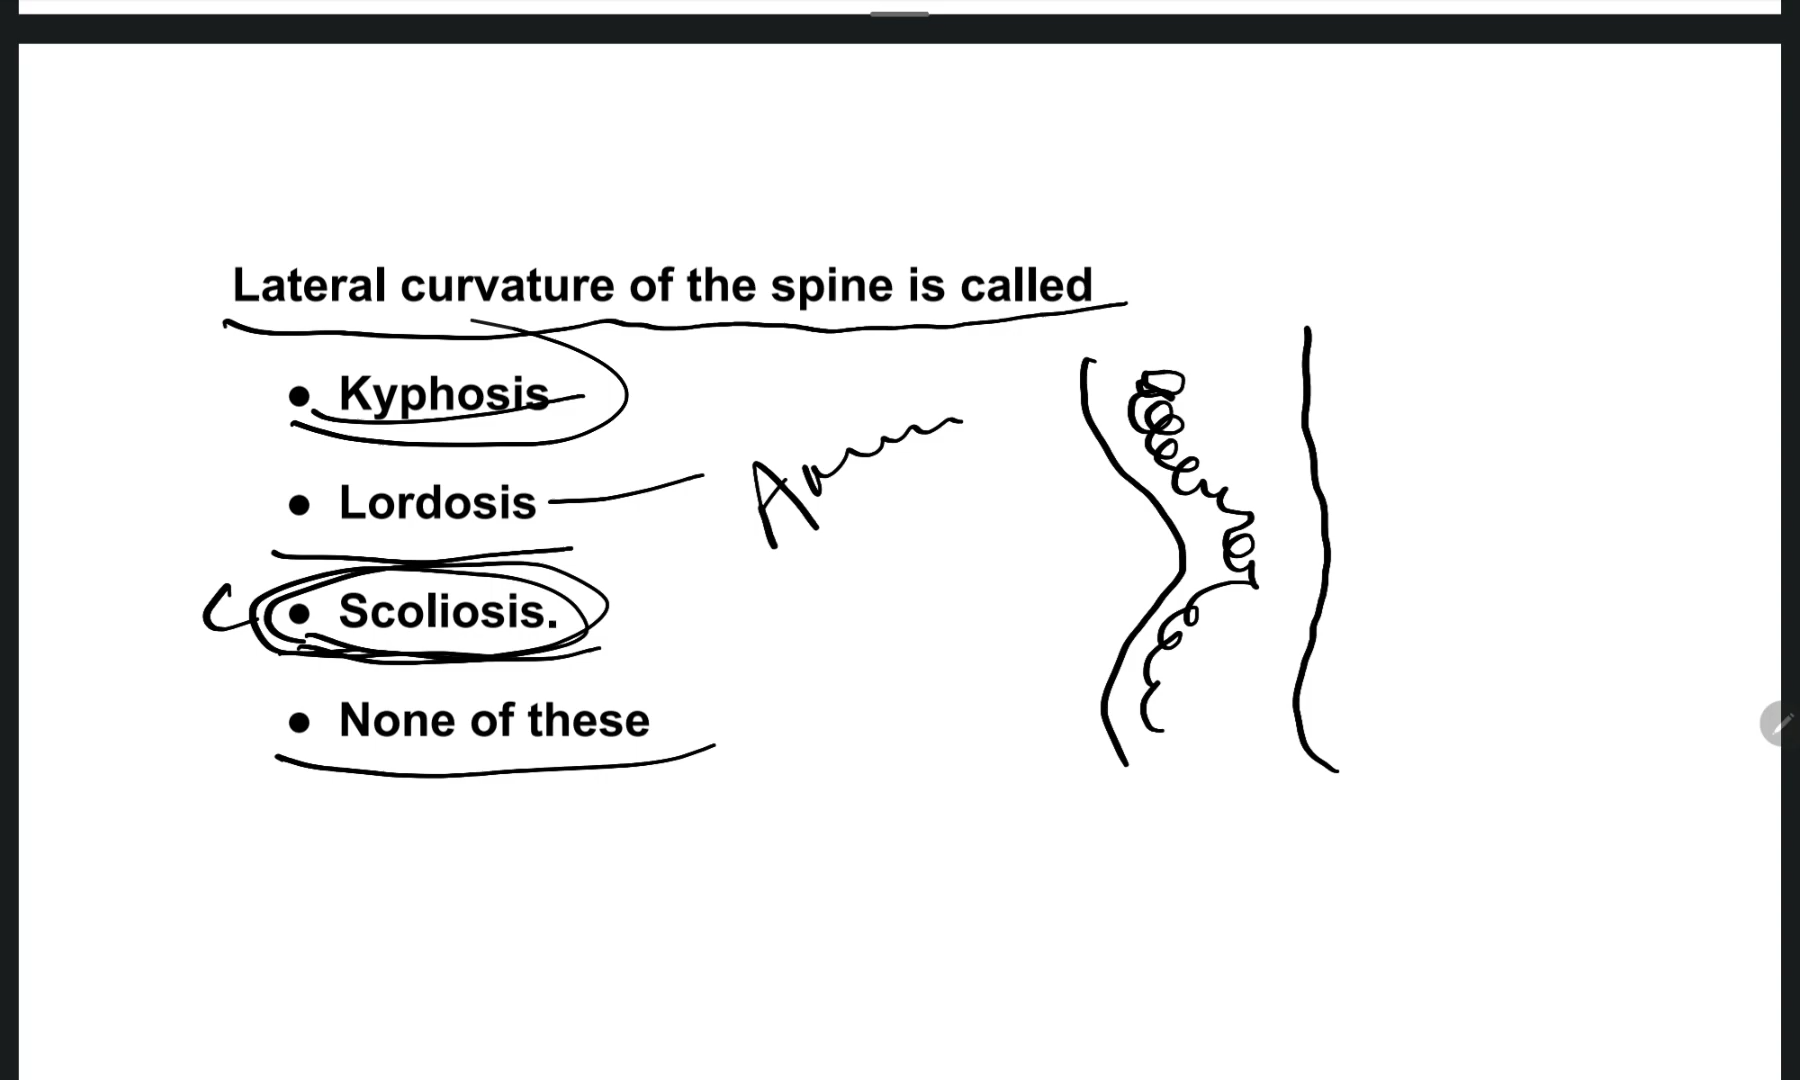 Lateral curvature of the spine is called
● Kyphosis
● Lordosis
● Scoliosis.
● None of these